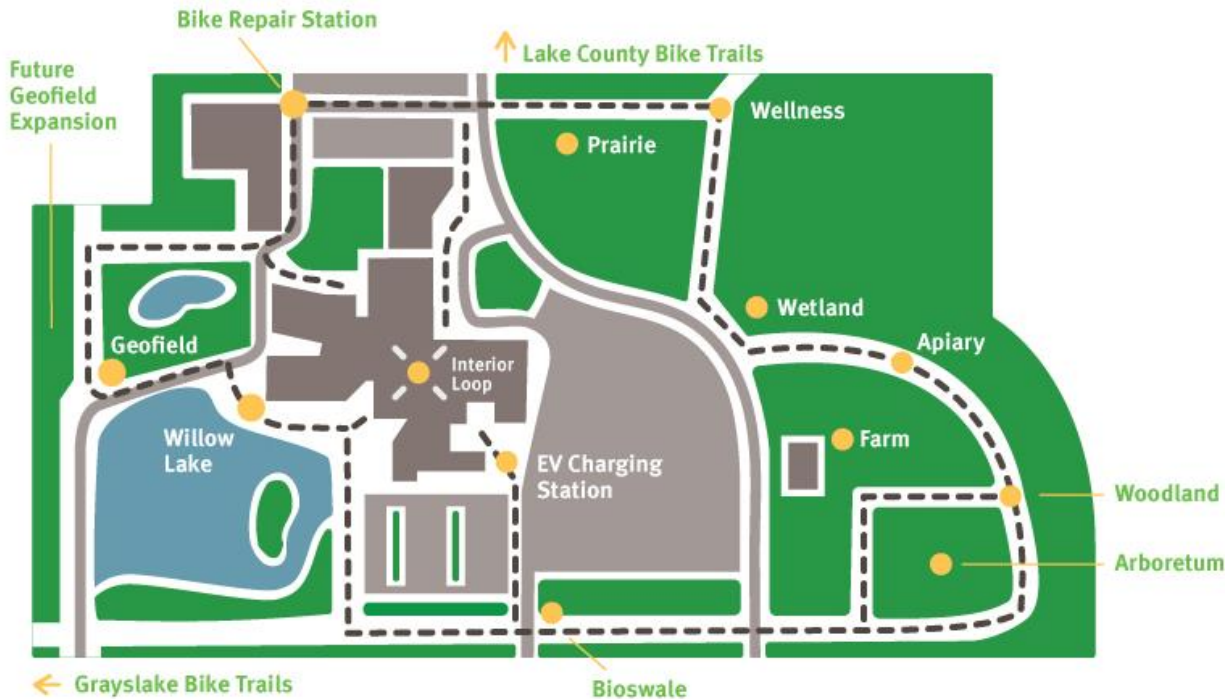 Bike Repair Station
Lake County Bike Trails
Future
Geofield
Expansion
Wellness
Prairie
Wetland
Geofield
Apiary
Interior
Loop
Willow
Lake
Farm
EV Charging
Station
Woodland
Arboretum
Grayslake Bike Trails
Bioswale